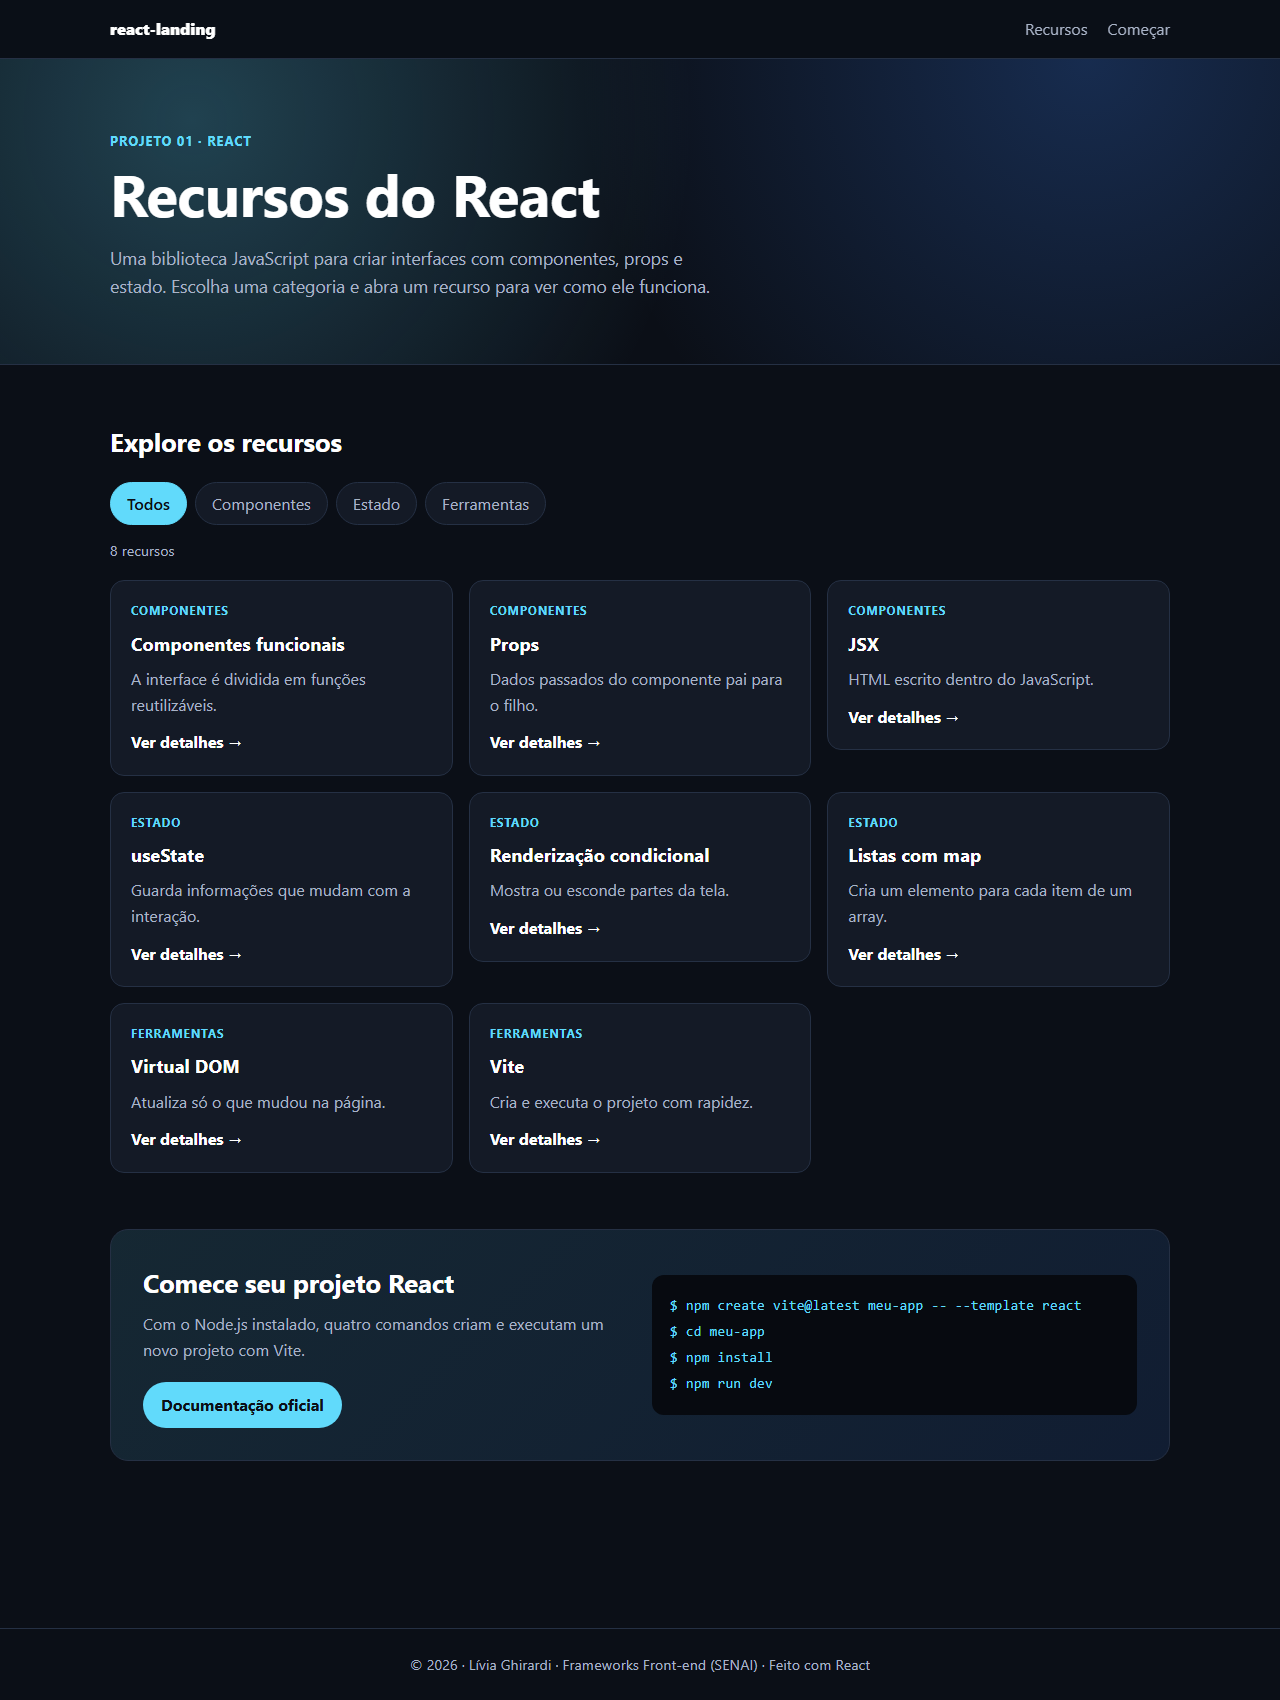 react-landing
Recursos
Começar
PROJETO 01 · REACT
Recursos do React
Uma biblioteca JavaScript para criar interfaces com componentes, props e
estado. Escolha uma categoria e abra um recurso para ver como ele funciona.
Explore os recursos
Todos
Componentes
Estado
Ferramentas
8 recursos
COMPONENTES
Componentes funcionais
A interface é dividida em funções
reutilizáveis.
Ver detalhes →
COMPONENTES
Props
Dados passados do componente pai para
o filho.
Ver detalhes →
COMPONENTES
JSX
HTML escrito dentro do JavaScript.
Ver detalhes →
ESTADO
useState
Guarda informações que mudam com a
interação.
Ver detalhes →
ESTADO
Renderização condicional
Mostra ou esconde partes da tela.
Ver detalhes →
ESTADO
Listas com map
Cria um elemento para cada item de um
array.
Ver detalhes →
FERRAMENTAS
Virtual DOM
Atualiza só o que mudou na página.
Ver detalhes →
FERRAMENTAS
Vite
Cria e executa o projeto com rapidez.
Ver detalhes →
Comece seu projeto React
Com o Node.js instalado, quatro comandos criam e executam um
novo projeto com Vite.
Documentação oficial
$ npm create vite@latest meu-app -- --template react
$ cd meu-app
$ npm install
$ npm run dev
© 2026 · Lívia Ghirardi · Frameworks Front-end (SENAI) · Feito com React